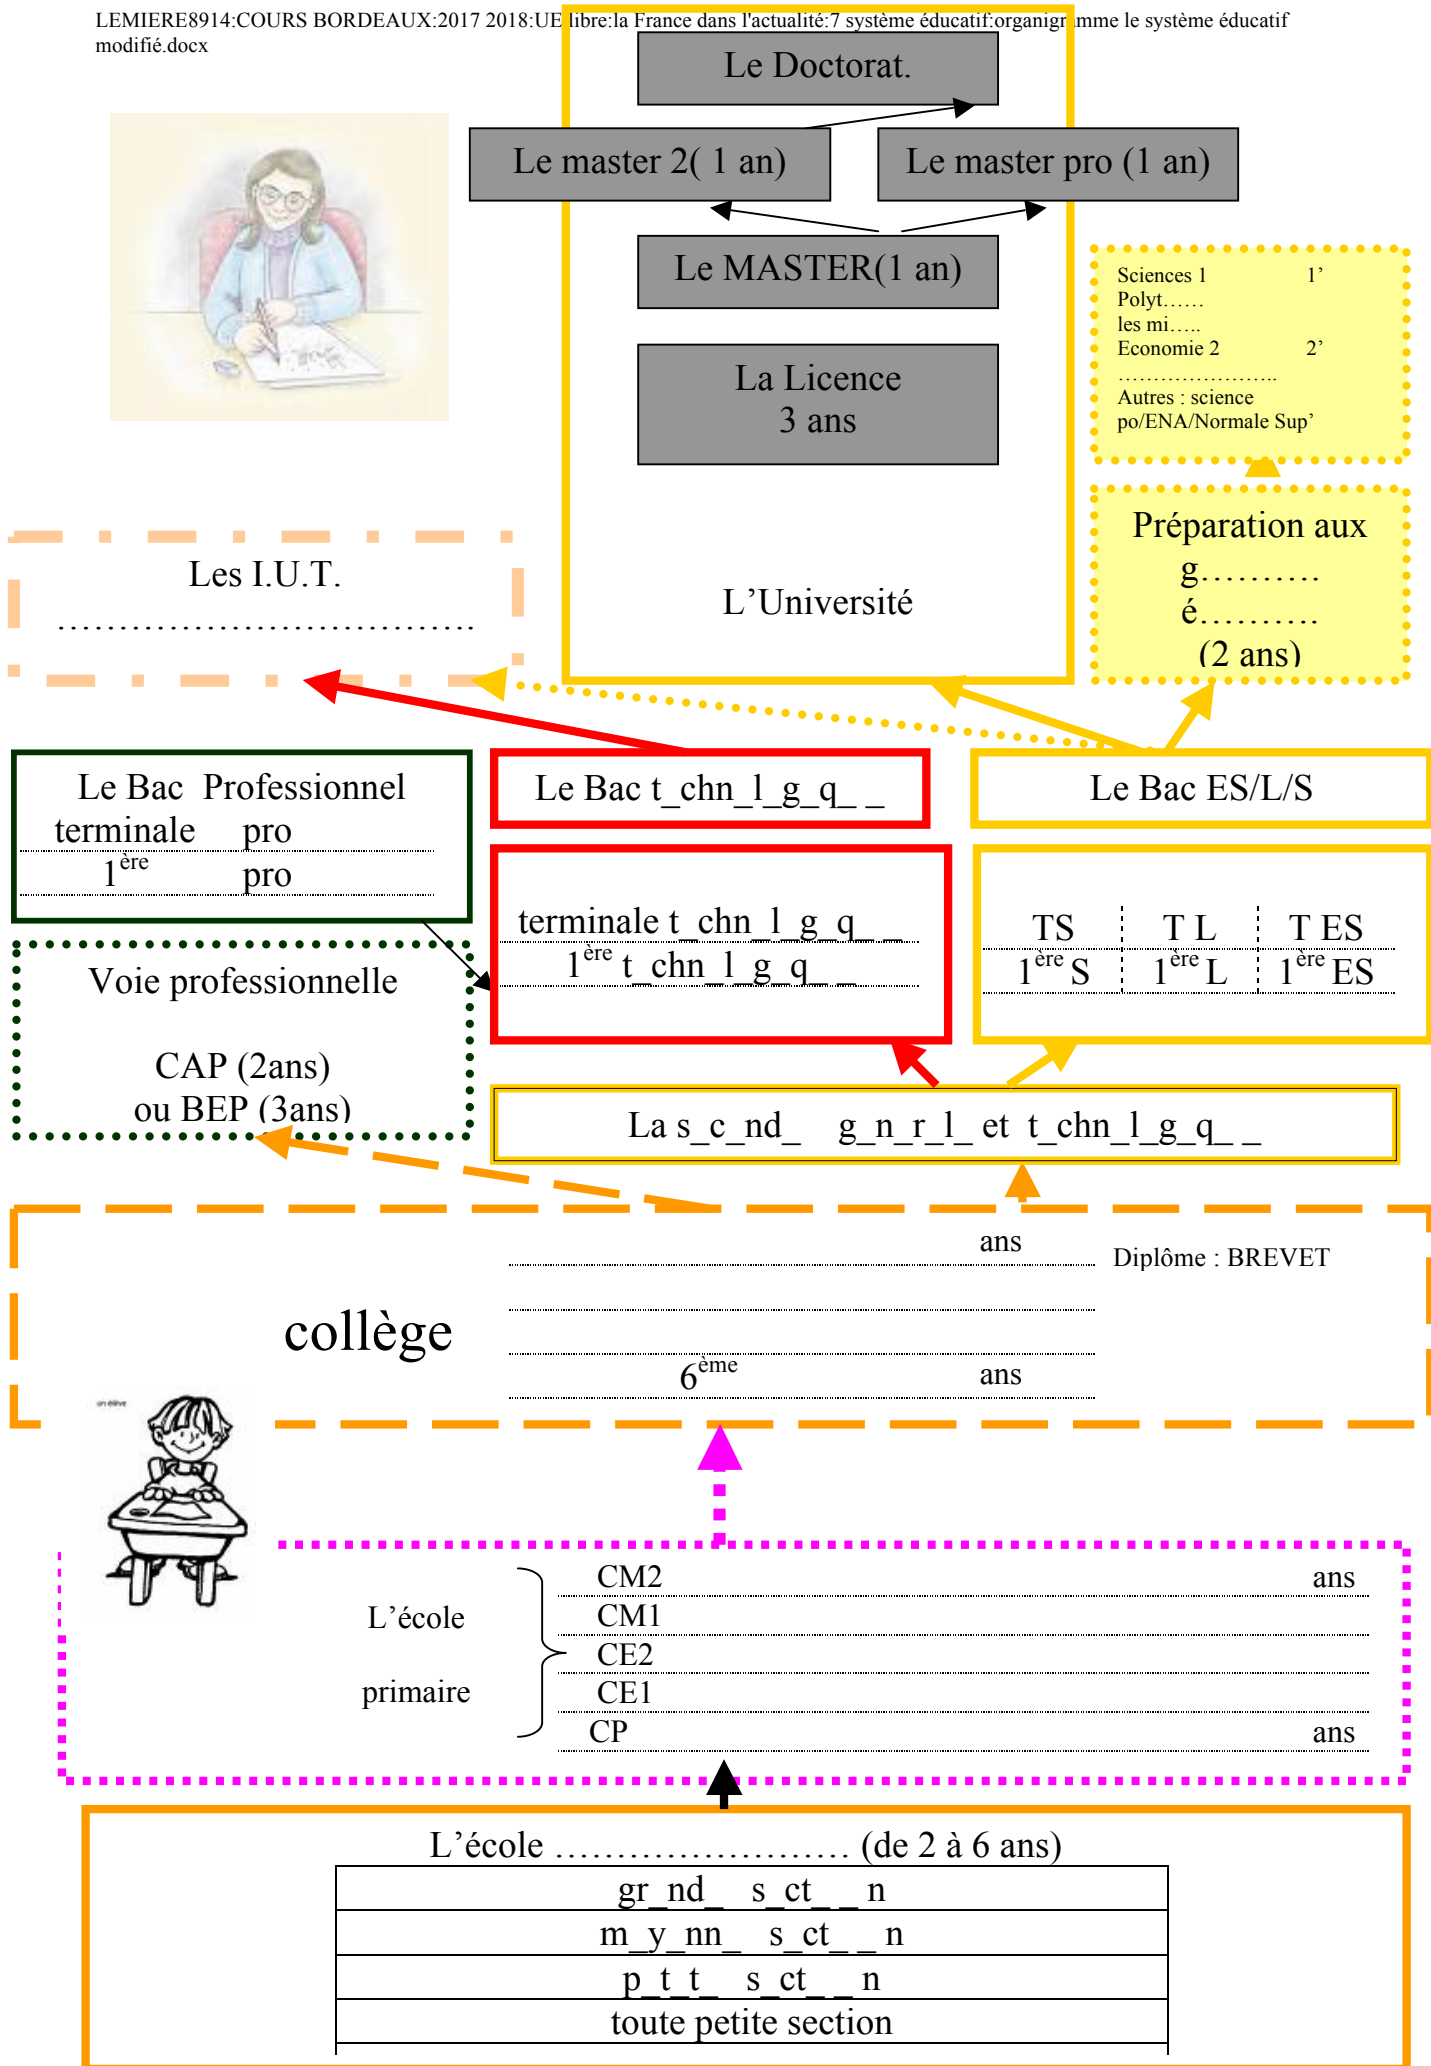 LEMIERE8914:COURS BORDEAUX:2017 2018:UE libre:la France dans l'actualité:7 système éducatif:organigramme le système éducatif
modifié.docx
Le Doctorat.
Le master 2( 1 an)
Le master pro (1 an)
Le MASTER(1 an)
La Licence
3 ans
L’Université
Sciences 1 1’
Polyt……
les mi…..
Economie 2 2’
…………………..
Autres : science
po/ENA/Normale Sup’
Préparation aux
g……….
é……….
(2 ans)
Les I.U.T.
……………………………
Le Bac Professionnel
terminale pro
1ère pro
Le Bac t_chn_l_g_q_ _
Le Bac ES/L/S
terminale t_chn_l_g_q_ _
1ère t_chn_l_g_q_ _
TS T L T ES
1ère S 1ère L 1ère ES
Voie professionnelle
CAP (2ans)
ou BEP (3ans)
La s_c_nd_ g_n_r_l_ et t_chn_l_g_q_ _
ans
Diplôme : BREVET
collège
6ème ans
un élève
L’école
primaire
CM2 ans
CM1
CE2
CE1
CP ans
L’école …………………… (de 2 à 6 ans)
gr_nd_ s_ct_ _ n
m_y_nn_ s_ct_ _ n
p_t_t_ s_ct_ _ n
toute petite section